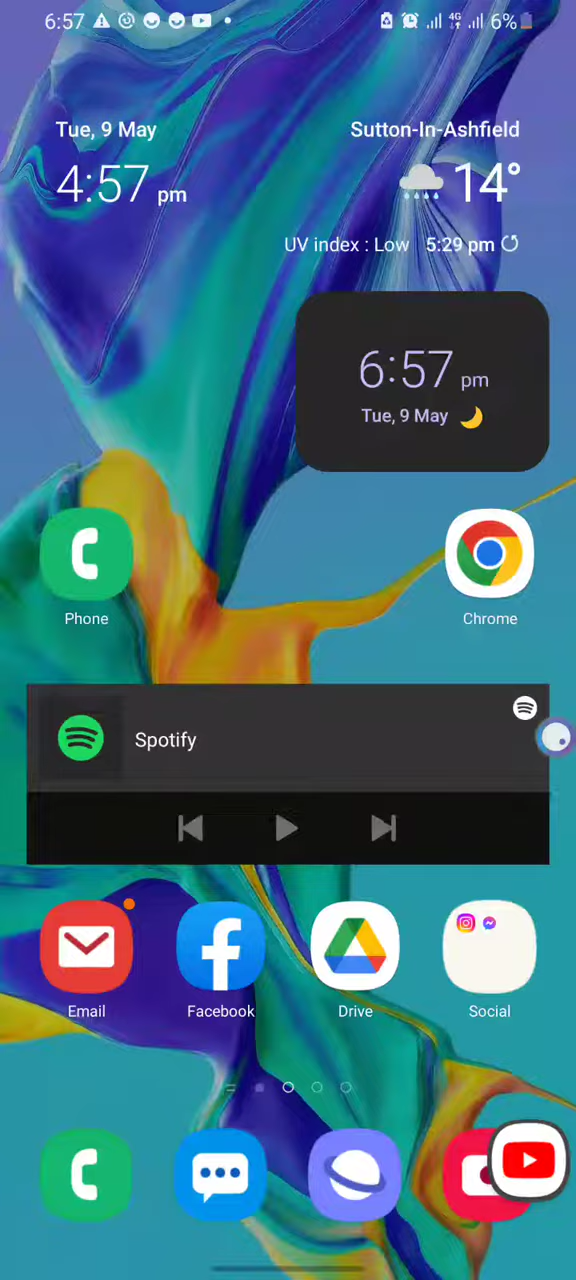 6:57
4G
6%
Tue, 9 May
Sutton-In-Ashfield
4:57 pm
14°
UV index : Low 5:29 pm
6:57 pm
Tue, 9 May
Phone
Chrome
Spotify
Email
Facebook
Drive
Social